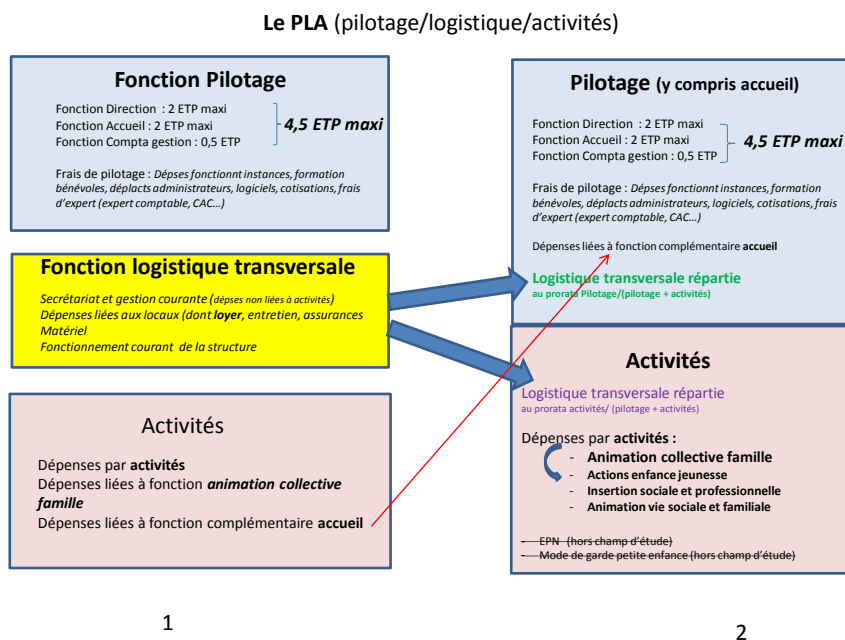 Le PLA (pilotage/logistique/activités)
Fonction Pilotage
Fonction Direction : 2 ETP maxi
Fonction Accueil : 2 ETP maxi
Fonction Compta gestion : 0,5 ETP
4,5 ETP maxi
Frais de pilotage : Dépses fonctionnt instances, formation
bénévoles, déplacts administrateurs, logiciels, cotisations, frais
d'expert (expert comptable, CAC...)
Fonction logistique transversale
Secrétariat et gestion courante (dépses non liées à activités)
Dépenses liées aux locaux (dont loyer, entretien, assurances
Matériel
Fonctionnement courant de la structure
Activités
Dépenses par activités
Dépenses liées à fonction animation collective
famille
Dépenses liées à fonction complémentaire accueil
1
Pilotage (y compris accueil)
Fonction Direction : 2 ETP maxi
Fonction Accueil : 2 ETP maxi
Fonction Compta gestion : 0,5 ETP
4,5 ETP maxi
Frais de pilotage : Dépses fonctionnt instances, formation
bénévoles, déplacts administrateurs, logiciels, cotisations, frais
d'expert (expert comptable, CAC...)
Dépenses liées à fonction complémentaire accueil
Logistique transversale répartie
au prorata Pilotage/(pilotage + activités)
Activités
Logistique transversale répartie
au prorata activités/ (pilotage + activités)
Dépenses par activités :
- Animation collective famille
- Actions enfance jeunesse
- Insertion sociale et professionnelle
- Animation vie sociale et familiale
- EPN (hors champ d'étude)
- Mode de garde petite enfance (hors champ d'étude)
2